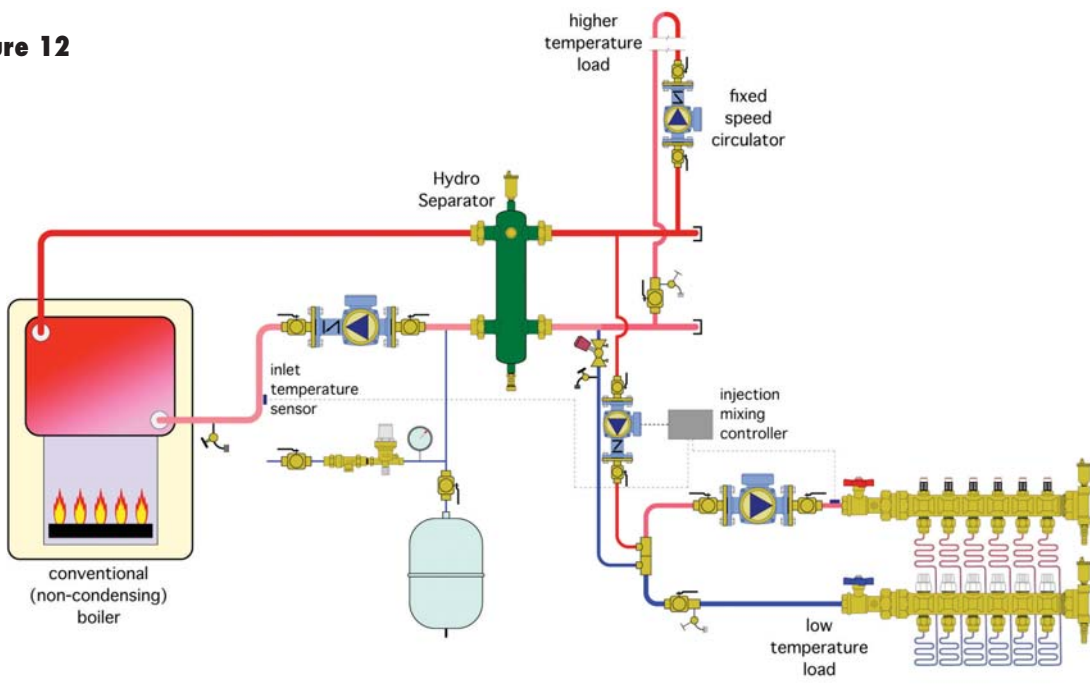 ure 12
higher
temperature
load
fixed
speed
circulator
Hydro
Separator
inlet
temperature
sensor
injection
mixing
controller
conventional
(non-condensing)
boiler
low
temperature
load